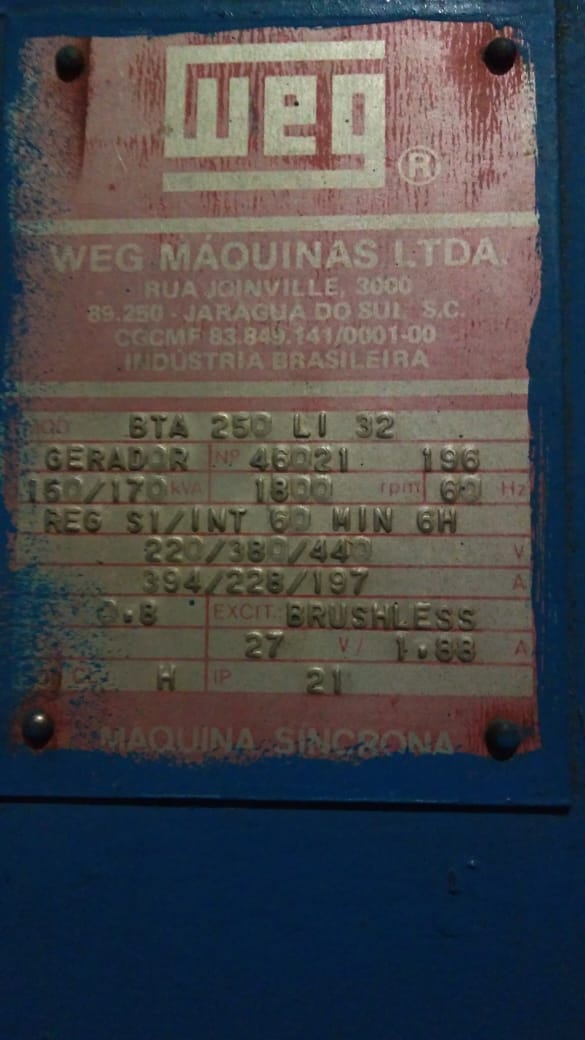 weg ®
WEG MÁQUINAS LTDA.
RUA JOINVILLE, 3000
89.250 - JARAGUÁ DO SUL S.C.
CGCMF 83.849.141/0001-00
INDÚSTRIA BRASILEIRA
MOD BTA 250 LI 32
GERADOR Nº 46021 196
150/170 kVA 1800 rpm 60 Hz
REG S1/INT 60 MIN 6H
220/380/440 V
394/228/197 A
0.8 EXCIT.: BRUSHLESS
27 V/ 1.88 A
H IP 21
MÁQUINA SÍNCRONA